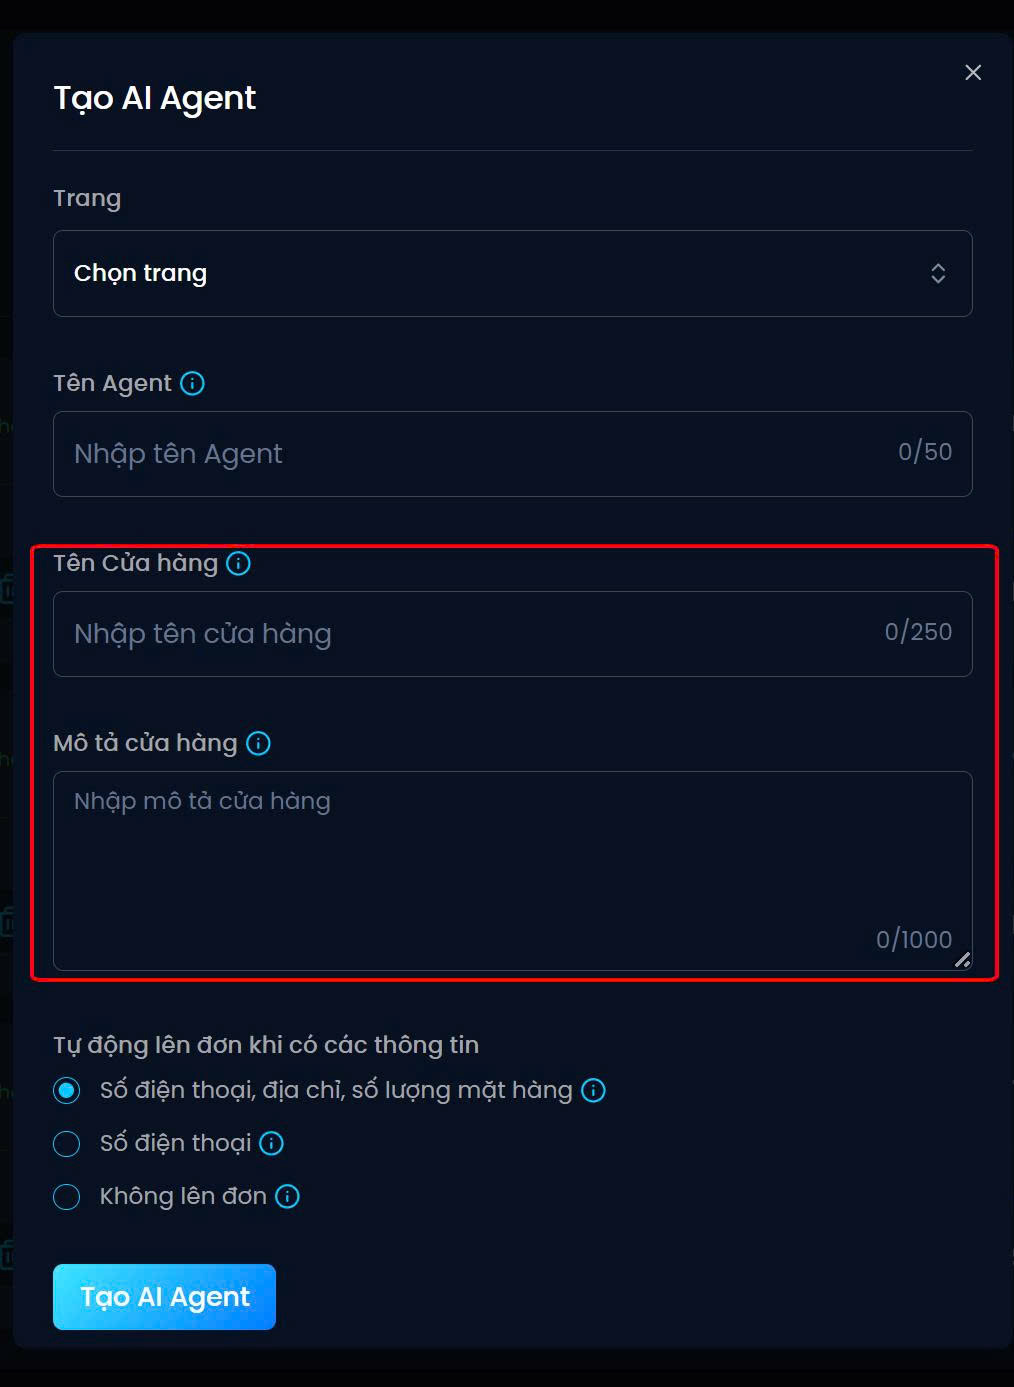 Tạo AI Agent
Trang
Chọn trang
Tên Agent
Nhập tên Agent
0/50
Tên Cửa hàng
Nhập tên cửa hàng
0/250
Mô tả cửa hàng
Nhập mô tả cửa hàng
0/1000
Tự động lên đơn khi có các thông tin
Số điện thoại, địa chỉ, số lượng mặt hàng
Số điện thoại
Không lên đơn
Tạo AI Agent